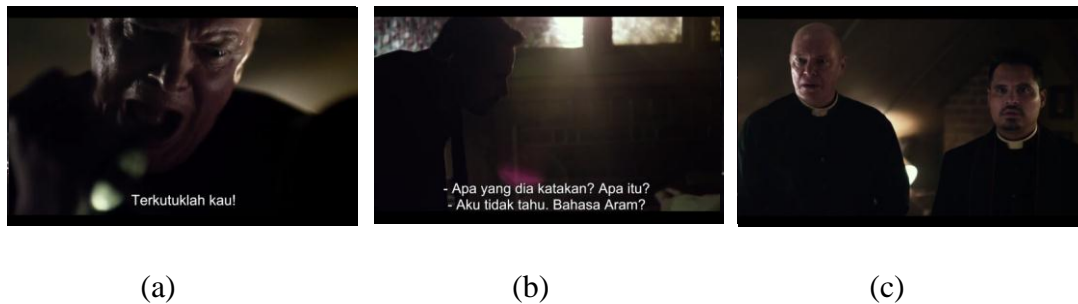 Terkutuklah kau!
- Apa yang dia katakan? Apa itu?
- Aku tidak tahu. Bahasa Aram?
(a)
(b)
(c)